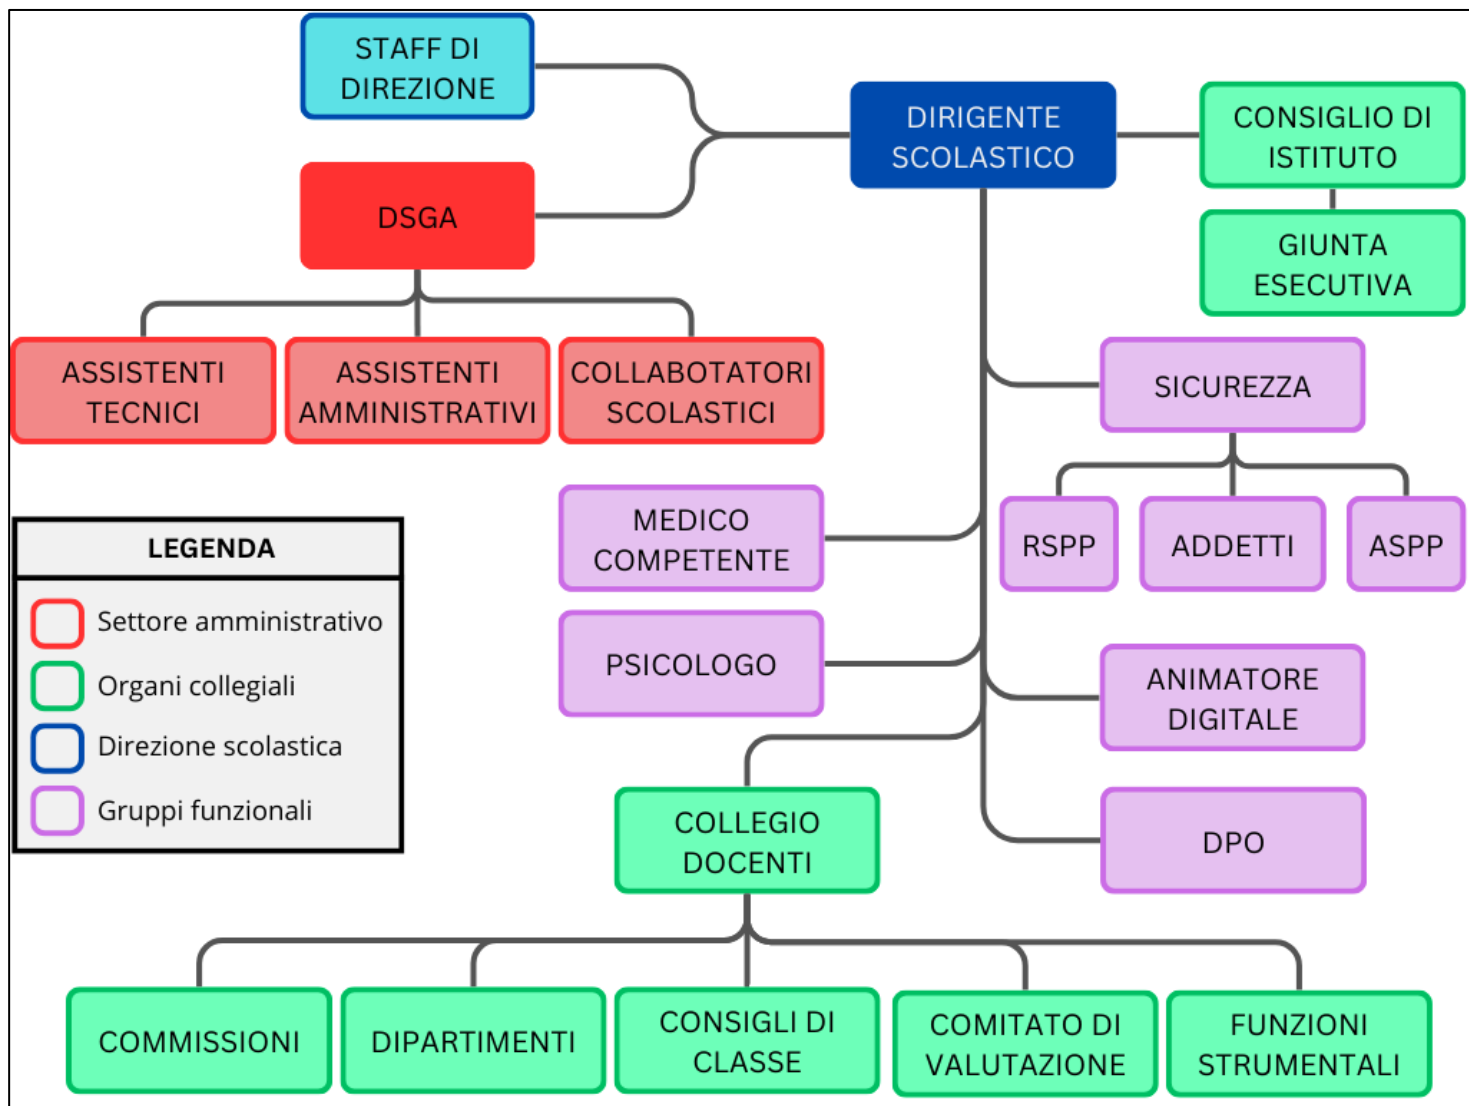 STAFF DI
DIREZIONE
DIRIGENTE
SCOLASTICO
CONSIGLIO DI
ISTITUTO
DSGA
GIUNTA
ESECUTIVA
ASSISTENTI
TECNICI
ASSISTENTI
AMMINISTRATIVI
COLLABOTATORI
SCOLASTICI
SICUREZZA
MEDICO
COMPETENTE
RSPP
ADDETTI
ASPP
LEGENDA
Settore amministrativo
Organi collegiali
Direzione scolastica
Gruppi funzionali
PSICOLOGO
ANIMATORE
DIGITALE
COLLEGIO
DOCENTI
DPO
COMMISSIONI
DIPARTIMENTI
CONSIGLI DI
CLASSE
COMITATO DI
VALUTAZIONE
FUNZIONI
STRUMENTALI